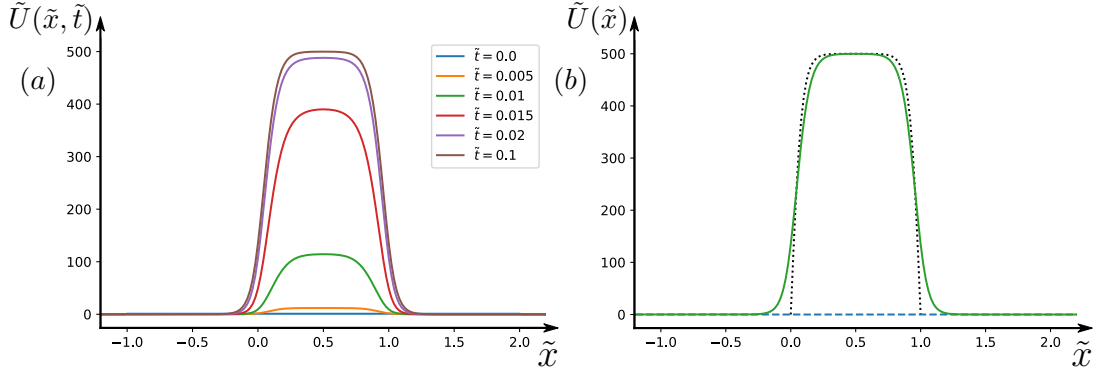 Ũ(x̃, t̃)
(a)
500
400
300
200
100
0
−1.0 −0.5 0.0 0.5 1.0 1.5 2.0
x̃
t̃ = 0.0
t̃ = 0.005
t̃ = 0.01
t̃ = 0.015
t̃ = 0.02
t̃ = 0.1
Ũ(x̃)
(b)
500
400
300
200
100
0
−1.0 −0.5 0.0 0.5 1.0 1.5 2.0
x̃